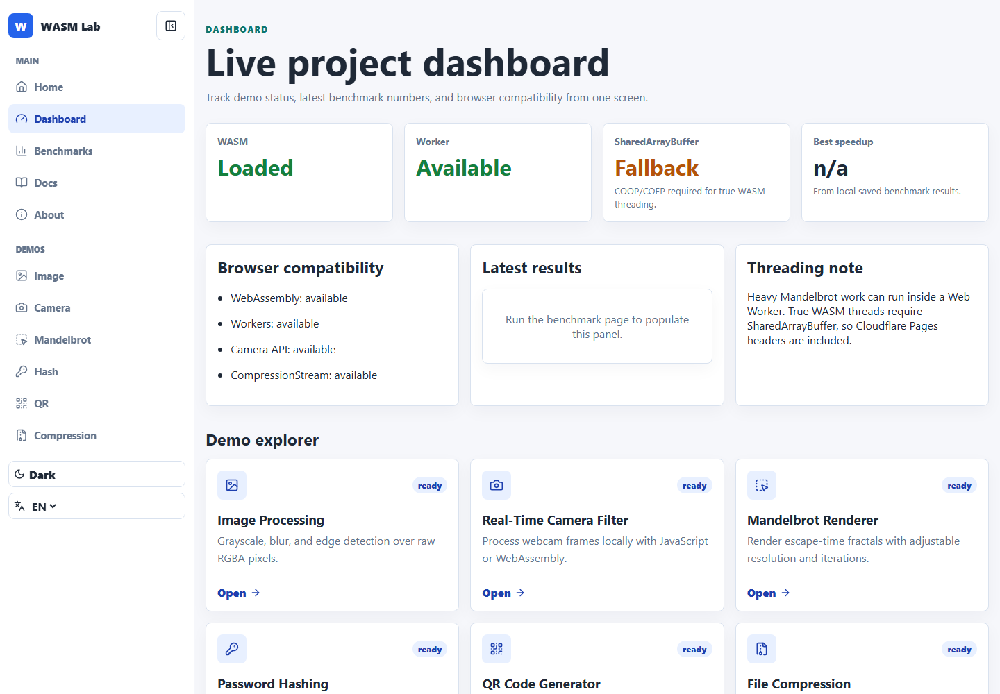 W WASM Lab
MAIN
Home
Dashboard
Benchmarks
Docs
About
DEMOS
Image
Camera
Mandelbrot
Hash
QR
Compression
Dark
EN
DASHBOARD
Live project dashboard
Track demo status, latest benchmark numbers, and browser compatibility from one screen.
WASM
Loaded
Worker
Available
SharedArrayBuffer
Fallback
COOP/COEP required for true WASM
threading.
Best speedup
n/a
From local saved benchmark results.
Browser compatibility
• WebAssembly: available
• Workers: available
• Camera API: available
• CompressionStream: available
Latest results
Run the benchmark page to populate
this panel.
Threading note
Heavy Mandelbrot work can run inside a Web
Worker. True WASM threads require
SharedArrayBuffer, so Cloudflare Pages
headers are included.
Demo explorer
ready
Image Processing
Grayscale, blur, and edge detection over raw
RGBA pixels.
Open →
ready
Real-Time Camera Filter
Process webcam frames locally with JavaScript
or WebAssembly.
Open →
ready
Mandelbrot Renderer
Render escape-time fractals with adjustable
resolution and iterations.
Open →
ready
Password Hashing
ready
QR Code Generator
ready
File Compression